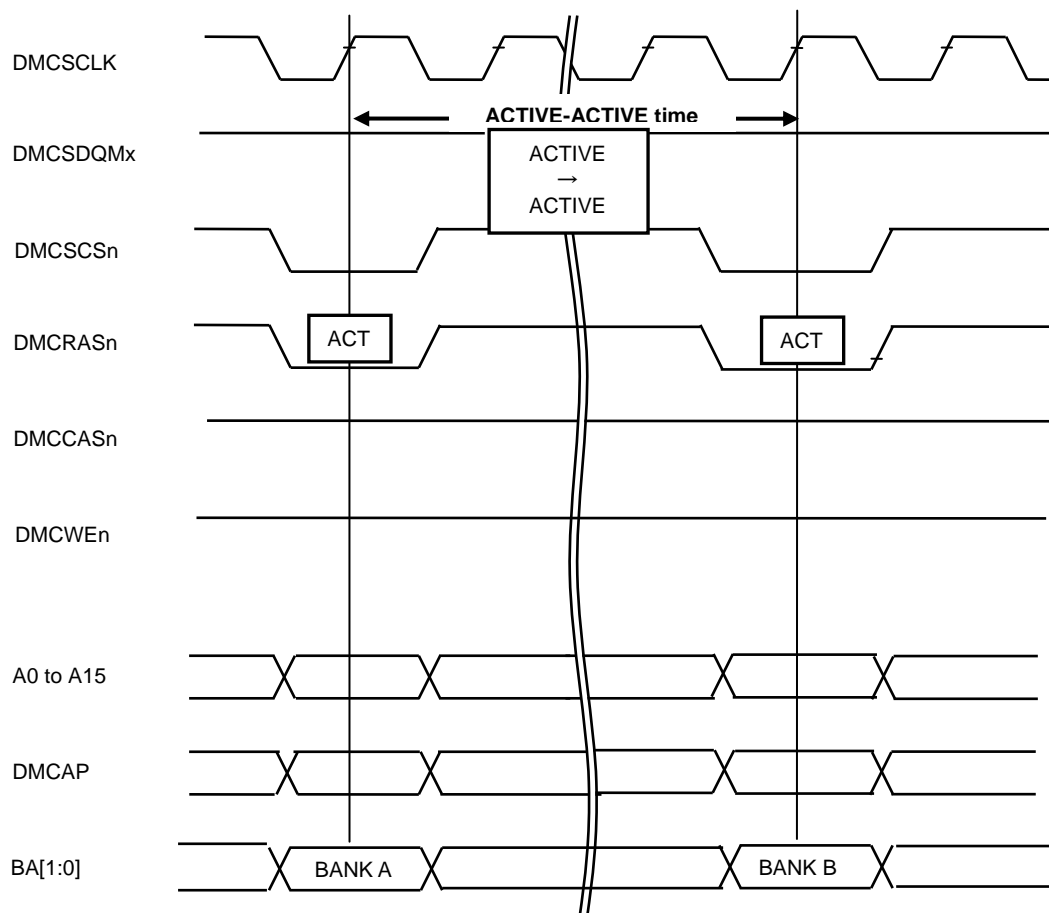 DMCSCLK
ACTIVE-ACTIVE time
DMCSDQMx
ACTIVE
→
ACTIVE
DMCSCSn
DMCRASn
ACT
ACT
DMCCASn
DMCWEn
A0 to A15
DMCAP
BA[1:0]
BANK A
BANK B